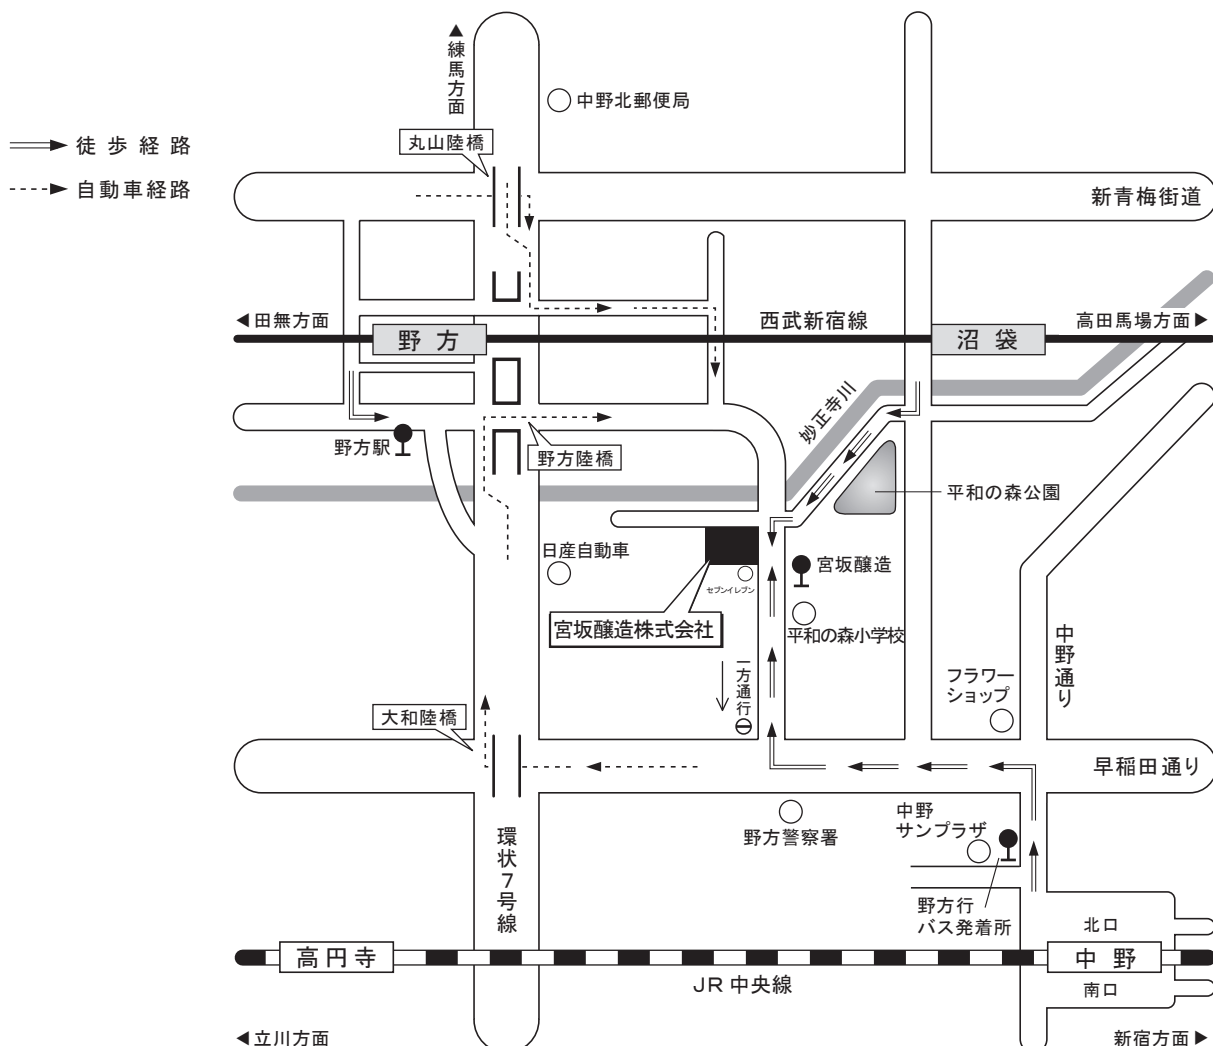 ▲練馬方面
中野北郵便局
徒歩経路
丸山陸橋
自動車経路
新青梅街道
◀田無方面
西武新宿線
高田馬場方面▶
野方
沼袋
妙正寺川
野方駅
野方陸橋
平和の森公園
日産自動車
宮坂醸造
セブンイレブン
宮坂醸造株式会社
平和の森小学校
中野通り
一方通行
フラワー
ショップ
大和陸橋
早稲田通り
中野
サンプラザ
野方警察署
環状7号線
野方行
バス発着所
北口
高円寺
中野
JR中央線
南口
◀立川方面
新宿方面▶